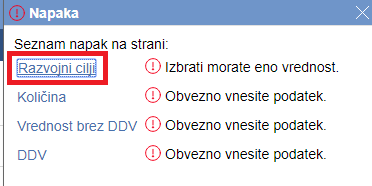 Napaka
Seznam napak na strani:
Razvojni cilji Izbrati morate eno vrednost.
Količina Obvezno vnesite podatek.
Vrednost brez DDV Obvezno vnesite podatek.
DDV Obvezno vnesite podatek.